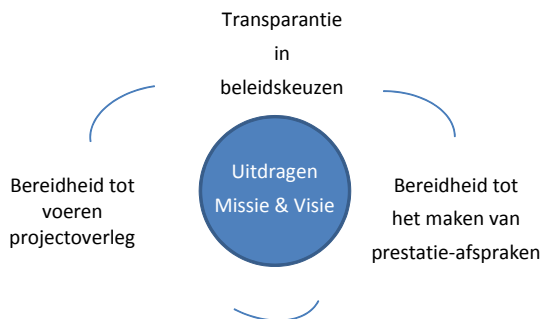 Transparantie
in
beleidskeuzen
Uitdragen
Missie & Visie
Bereidheid tot
voeren
projectoverleg
Bereidheid tot
het maken van
prestatie-afspraken